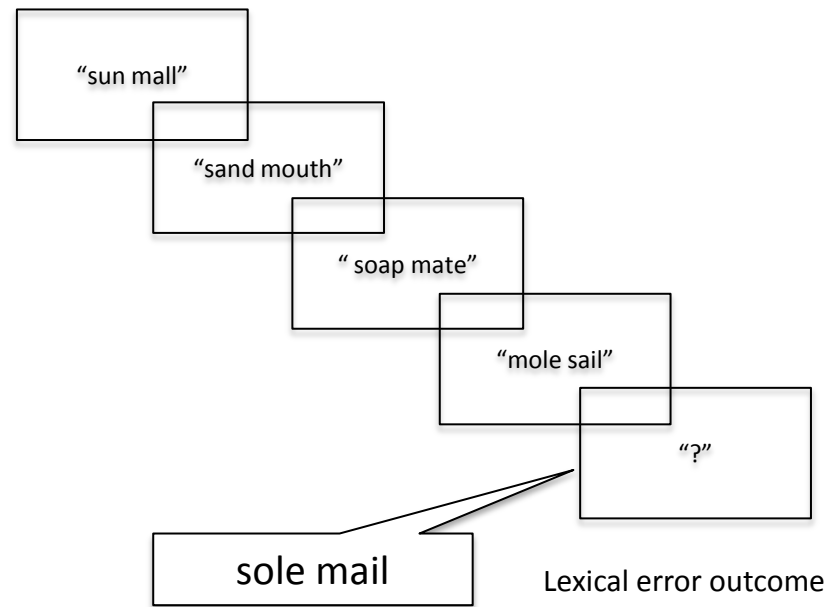 “sun mall”
“sand mouth”
“ soap mate”
“mole sail”
“?”
sole mail
Lexical error outcome